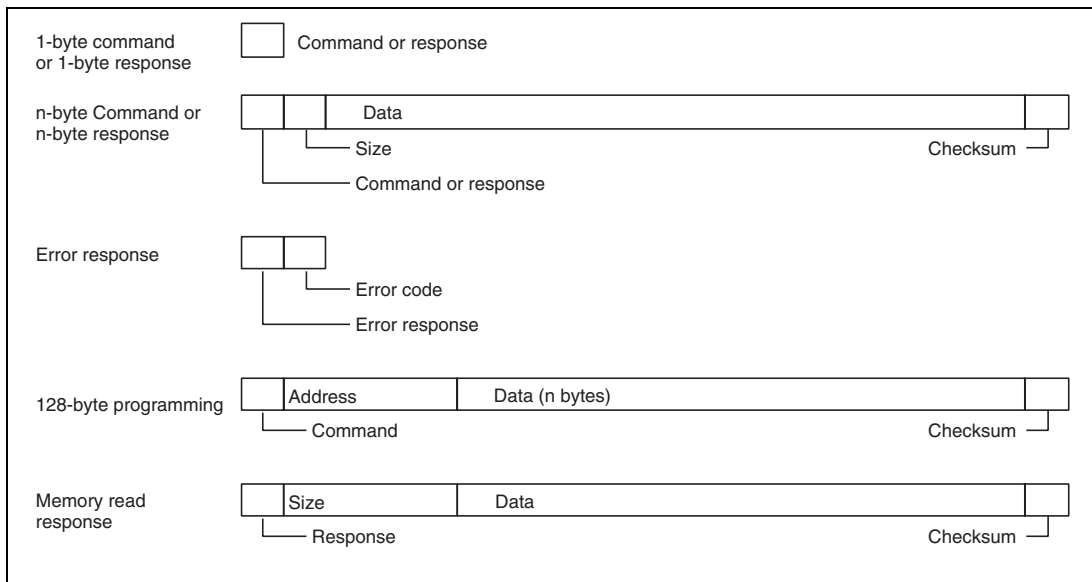 1-byte command
or 1-byte response
Command or response
n-byte Command or
n-byte response
Data
Size
Checksum
Command or response
Error response
Error code
Error response
128-byte programming
Address
Data (n bytes)
Command
Checksum
Memory read
response
Size
Data
Response
Checksum